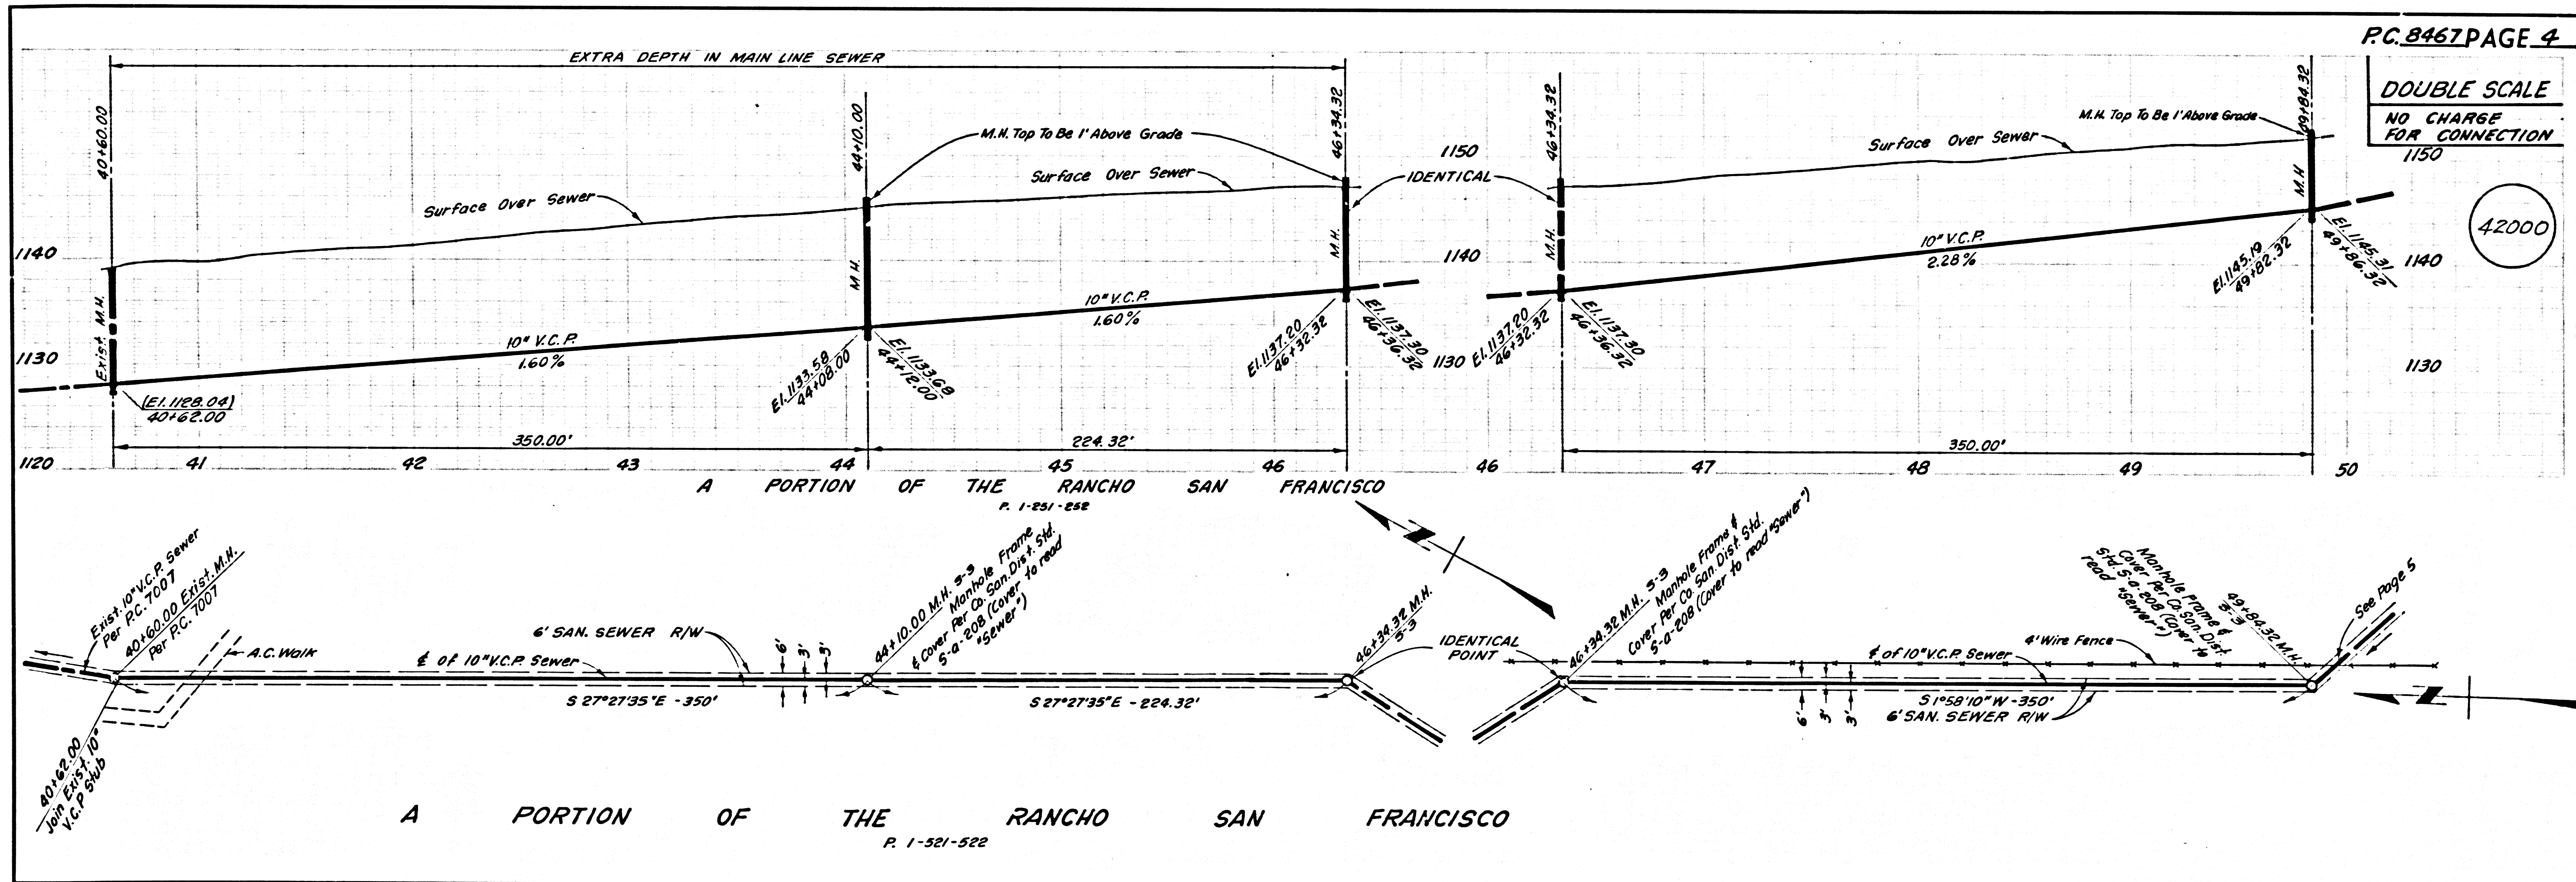 P.C. 8467 PAGE 4
DOUBLE SCALE
NO CHARGE
FOR CONNECTION
42000
EXTRA DEPTH IN MAIN LINE SEWER
40+60.00
44+10.00
46+34.32
46+34.32
49+84.32
M.H. Top To Be 1' Above Grade
M.H. Top To Be 1' Above Grade
Surface Over Sewer
Surface Over Sewer
Surface Over Sewer
1150
IDENTICAL
1150
1140
1140
1140
1130
1130
1130
1120
Exist. M.H.
M.H.
M.H.
M.H.
M.H
10" V.C.P.
1.60%
10" V.C.P.
1.60%
10" V.C.P.
2.28%
(El. 1128.04)
40+62.00
El. 1133.58
44+08.00
El. 1133.68
44+12.00
El. 1137.20
46+32.32
El. 1137.30
46+36.32
El. 1137.20
46+32.32
El. 1137.30
46+36.32
El. 1145.19
49+82.32
El. 1145.31
49+86.32
350.00'
224.32'
350.00'
41
42
43
44
45
46
46
47
48
49
50
A PORTION OF THE RANCHO SAN FRANCISCO
P. 1-251-252
Exist. 10" V.C.P. Sewer
Per P.C. 7007
40+60.00 Exist. M.H.
Per P.C. 7007
A.C. Walk
40+62.00
Join Exist. 10"
V.C.P Stub
℄ of 10" V.C.P. Sewer
6' SAN. SEWER R/W
6'
3'
3'
S 27°27'35"E - 350'
44+10.00 M.H. S-3
Manhole Frame
& Cover Per Co. San. Dist. Std.
S-a-208 (Cover to read
"Sewer")
S 27°27'35"E - 224.32'
46+34.32 M.H.
S-3
N
IDENTICAL
POINT
46+34.32 M.H. S-3
Manhole Frame &
Cover Per Co. San. Dist. Std.
S-a-208 (Cover to read "Sewer")
℄ of 10" V.C.P. Sewer
4' Wire Fence
6'
3'
3'
S 1°58'10" W - 350'
6' SAN. SEWER R/W
49+84.32 M.H.
S-3
Manhole Frame &
Cover Per Co. San. Dist.
Std. S-a-208 (Cover to
read "Sewer")
See Page 5
N
A PORTION OF THE RANCHO SAN FRANCISCO
P. 1-521-522